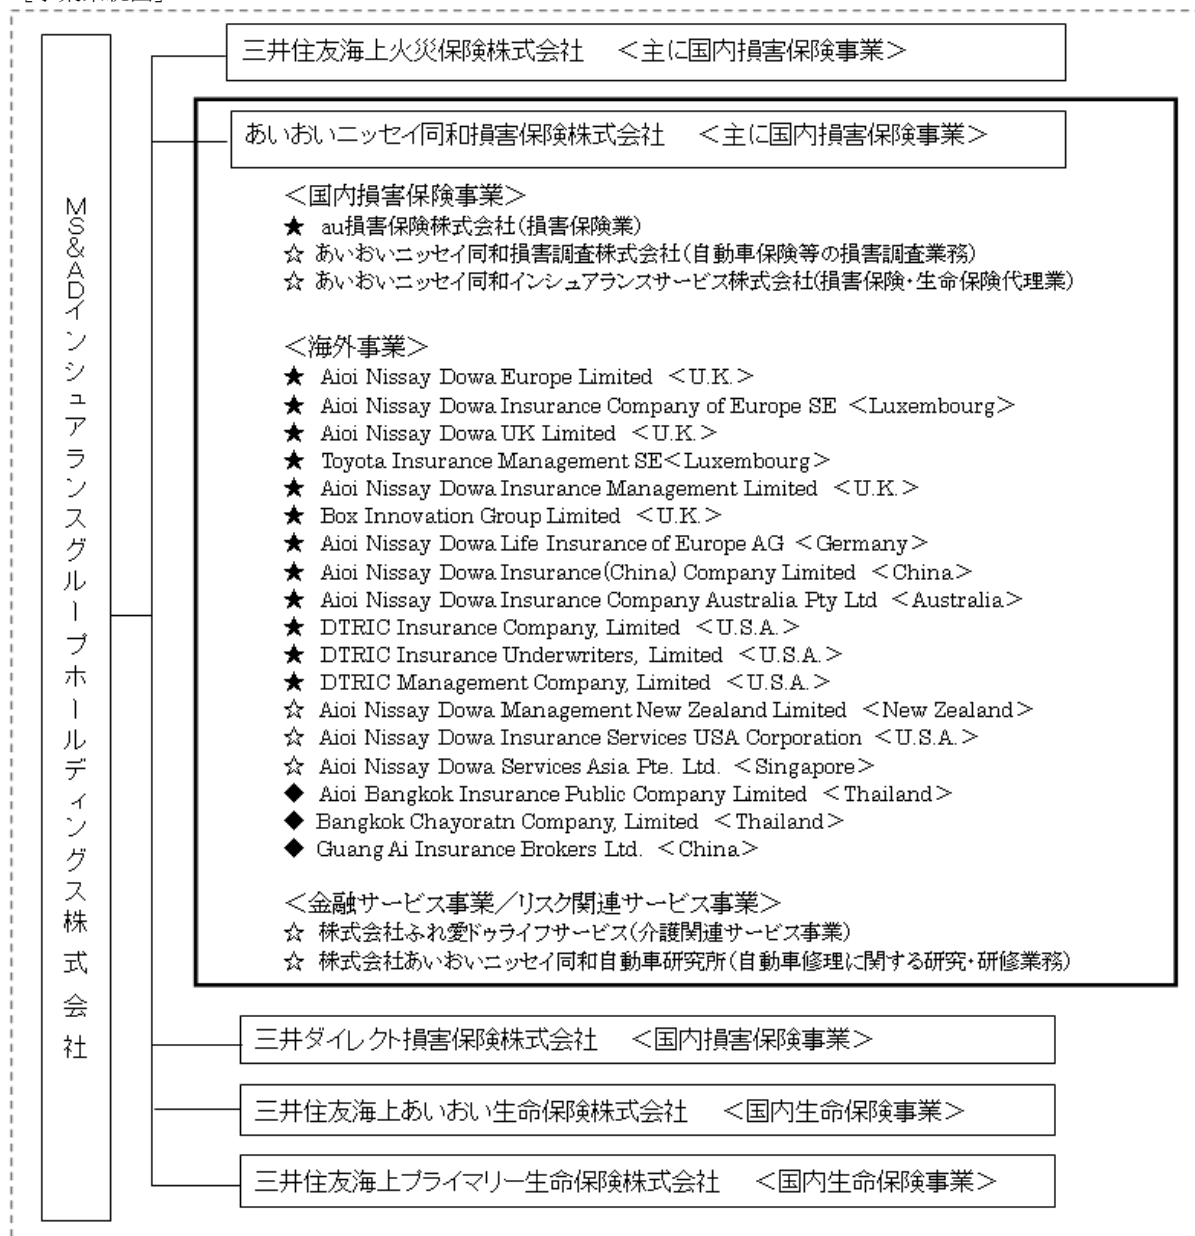 MS&ADインシュアランスグループホールディングス株式会社
三井住友海上火災保険株式会社 <主に国内損害保険事業>
あいおいニッセイ同和損害保険株式会社 <主に国内損害保険事業>
<国内損害保険事業>
★ au損害保険株式会社(損害保険業)
☆ あいおいニッセイ同和損害調査株式会社(自動車保険等の損害調査業務)
☆ あいおいニッセイ同和インシュアランスサービス株式会社(損害保険・生命保険代理業)
<海外事業>
★ Aioi Nissay Dowa Europe Limited <U.K.>
★ Aioi Nissay Dowa Insurance Company of Europe SE <Luxembourg>
★ Aioi Nissay Dowa UK Limited <U.K.>
★ Toyota Insurance Management SE<Luxembourg>
★ Aioi Nissay Dowa Insurance Management Limited <U.K.>
★ Box Innovation Group Limited <U.K.>
★ Aioi Nissay Dowa Life Insurance of Europe AG <Germany>
★ Aioi Nissay Dowa Insurance(China) Company Limited <China>
★ Aioi Nissay Dowa Insurance Company Australia Pty Ltd <Australia>
★ DTRIC Insurance Company, Limited <U.S.A.>
★ DTRIC Insurance Underwriters, Limited <U.S.A.>
★ DTRIC Management Company, Limited <U.S.A.>
☆ Aioi Nissay Dowa Management New Zealand Limited <New Zealand>
☆ Aioi Nissay Dowa Insurance Services USA Corporation <U.S.A.>
☆ Aioi Nissay Dowa Services Asia Pte. Ltd. <Singapore>
◆ Aioi Bangkok Insurance Public Company Limited <Thailand>
◆ Bangkok Chayoratn Company, Limited <Thailand>
◆ Guang Ai Insurance Brokers Ltd. <China>
<金融サービス事業/リスク関連サービス事業>
☆ 株式会社ふれ愛ドゥライフサービス(介護関連サービス事業)
☆ 株式会社あいおいニッセイ同和自動車研究所(自動車修理に関する研究・研修業務)
三井ダイレクト損害保険株式会社 <国内損害保険事業>
三井住友海上あいおい生命保険株式会社 <国内生命保険事業>
三井住友海上プライマリー生命保険株式会社 <国内生命保険事業>